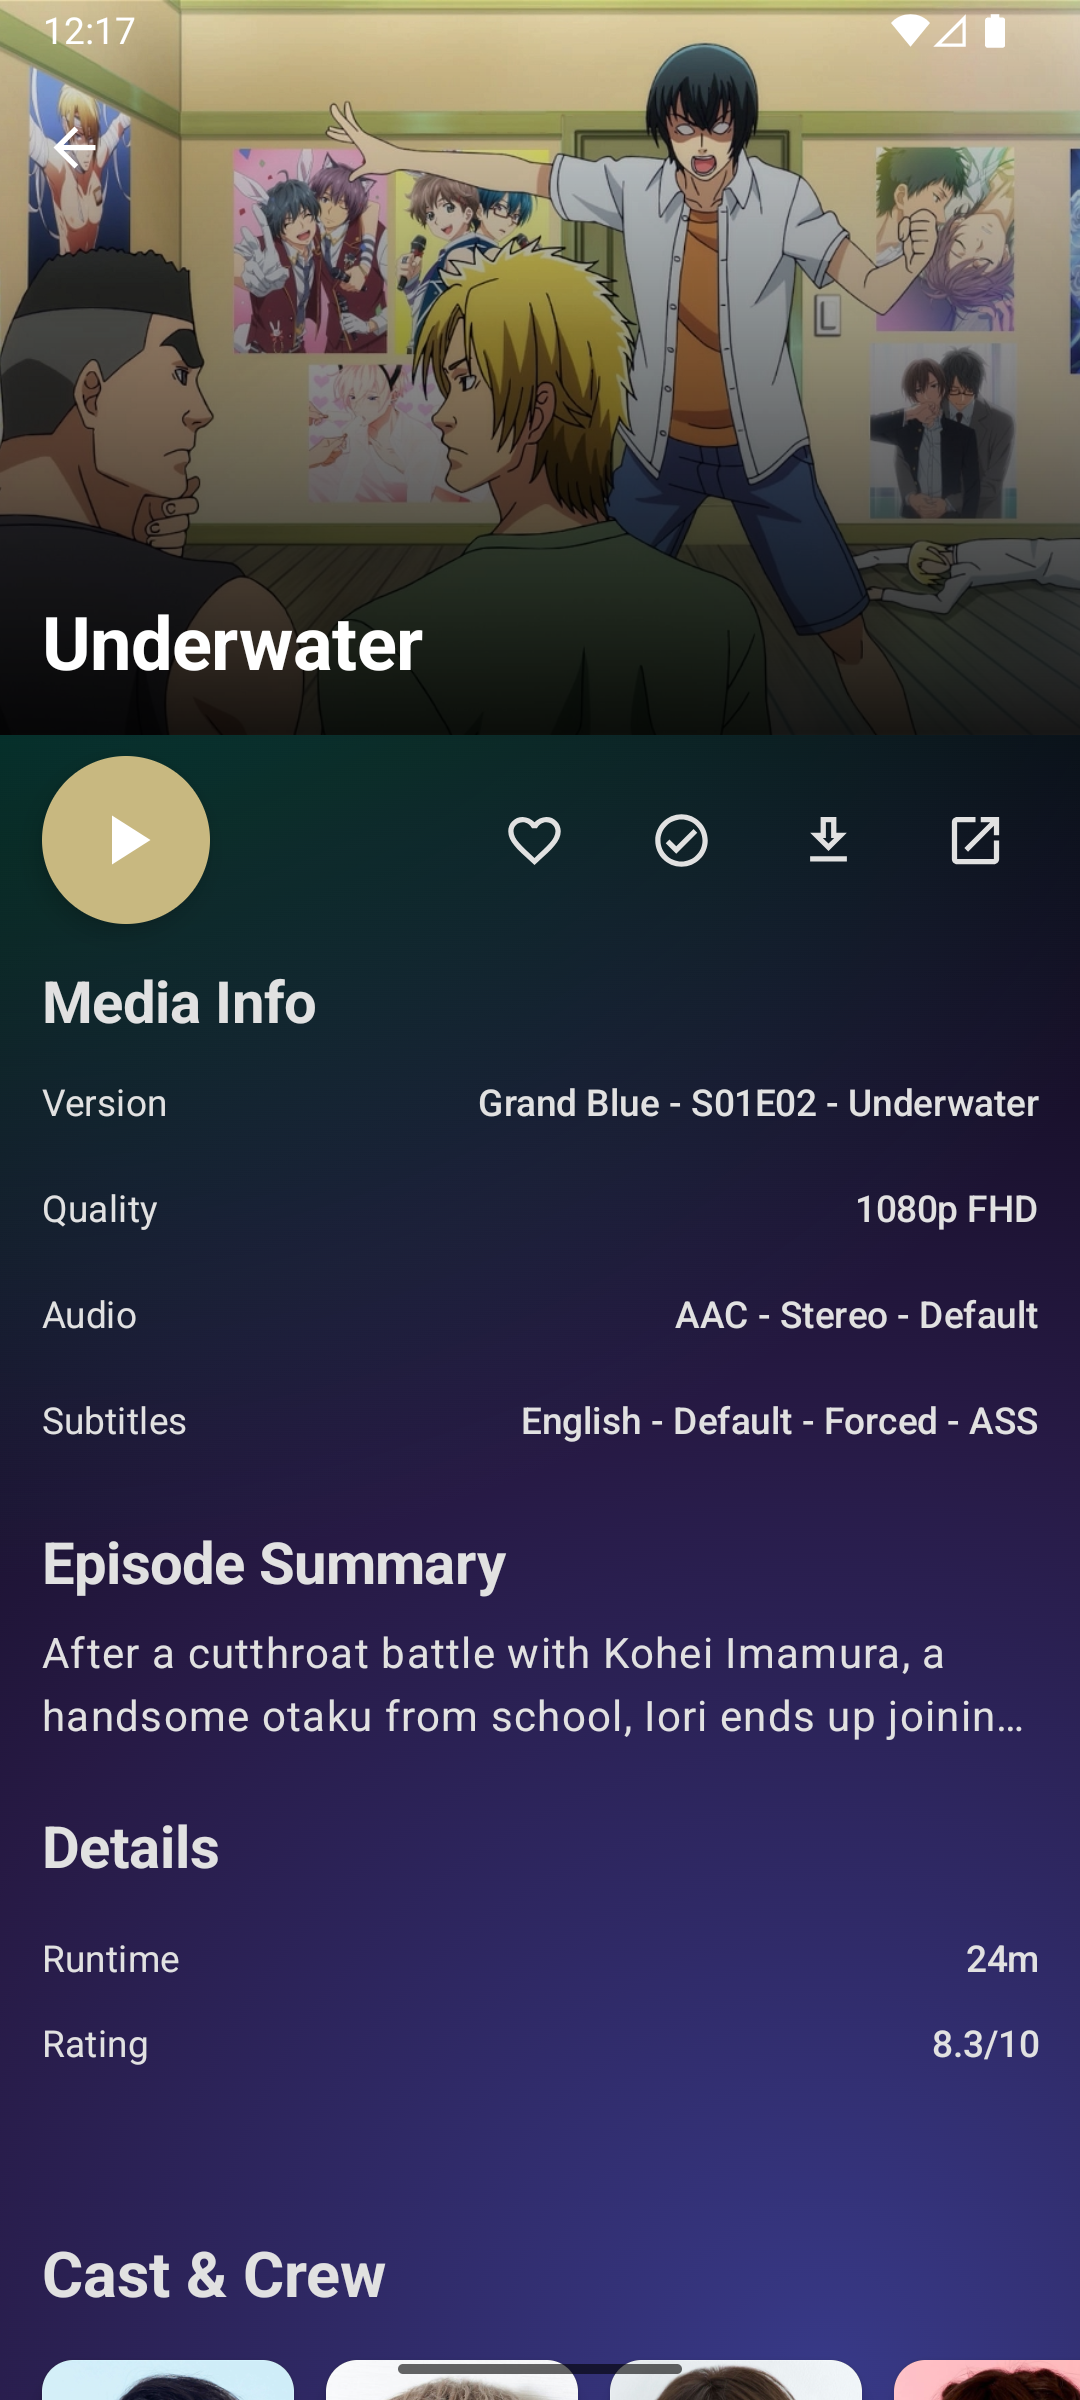 12:17
Underwater
Media Info
Version Grand Blue - S01E02 - Underwater
Quality 1080p FHD
Audio AAC - Stereo - Default
Subtitles English - Default - Forced - ASS
Episode Summary
After a cutthroat battle with Kohei Imamura, a
handsome otaku from school, Iori ends up joinin…
Details
Runtime 24m
Rating 8.3/10
Cast & Crew